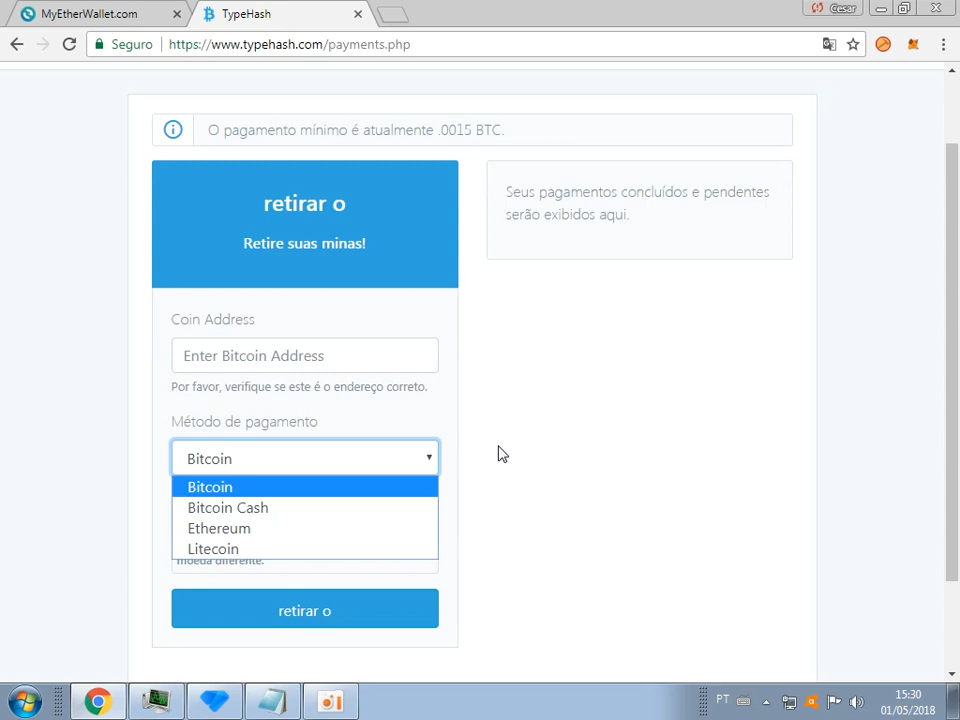 MyEtherWallet.com
TypeHash
Cesar
Seguro
https://www.typehash.com/payments.php
O pagamento mínimo é atualmente .0015 BTC.
retirar o
Retire suas minas!
Seus pagamentos concluídos e pendentes
serão exibidos aqui.
Coin Address
Enter Bitcoin Address
Por favor, verifique se este é o endereço correto.
Método de pagamento
Bitcoin
Bitcoin
Bitcoin Cash
Ethereum
Litecoin
moeda diferente.
retirar o
PT
15:30
01/05/2018